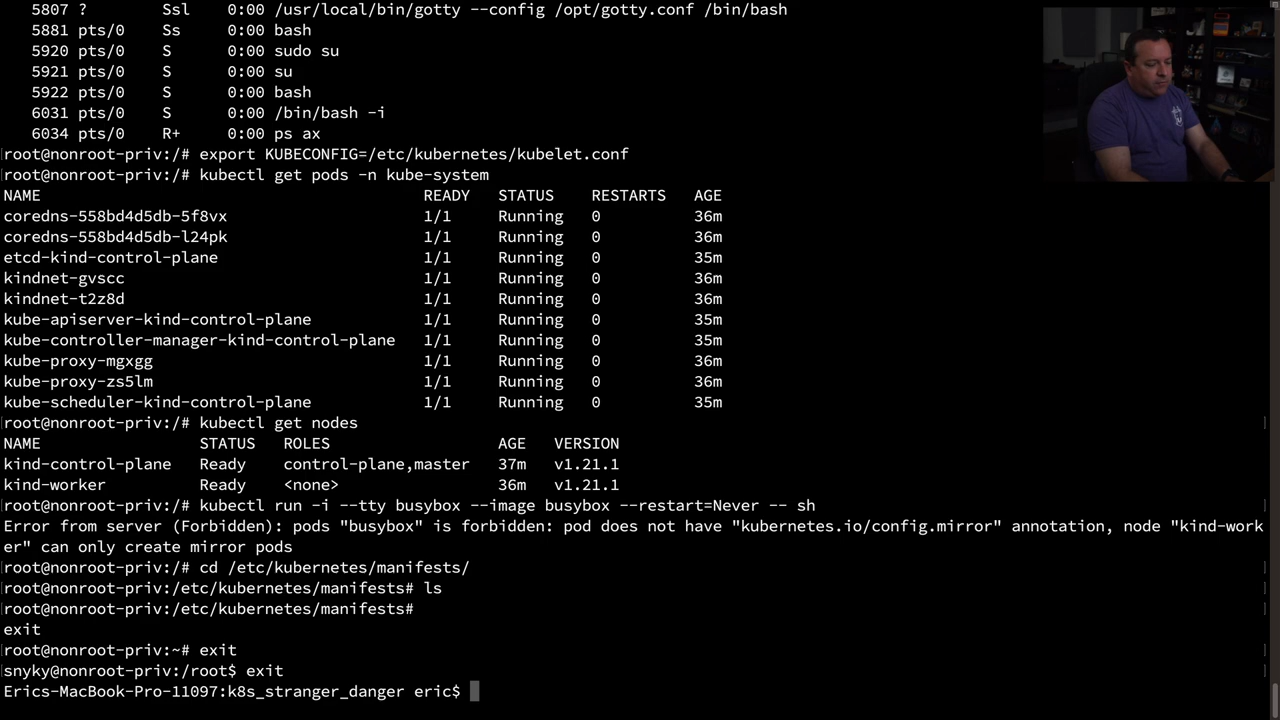 5807 ?        Ssl    0:00 /usr/local/bin/gotty --config /opt/gotty.conf /bin/bash
5881 pts/0    Ss     0:00 bash
5920 pts/0    S      0:00 sudo su
5921 pts/0    S      0:00 su
5922 pts/0    S      0:00 bash
6031 pts/0    S      0:00 /bin/bash -i
6034 pts/0    R+     0:00 ps ax
root@nonroot-priv:/# export KUBECONFIG=/etc/kubernetes/kubelet.conf
root@nonroot-priv:/# kubectl get pods -n kube-system
NAME                                         READY   STATUS    RESTARTS   AGE
coredns-558bd4d5db-5f8vx                     1/1     Running   0          36m
coredns-558bd4d5db-l24pk                     1/1     Running   0          36m
etcd-kind-control-plane                      1/1     Running   0          35m
kindnet-gvscc                                1/1     Running   0          36m
kindnet-t2z8d                                1/1     Running   0          36m
kube-apiserver-kind-control-plane            1/1     Running   0          35m
kube-controller-manager-kind-control-plane   1/1     Running   0          35m
kube-proxy-mgxgg                             1/1     Running   0          36m
kube-proxy-zs5lm                             1/1     Running   0          36m
kube-scheduler-kind-control-plane            1/1     Running   0          35m
root@nonroot-priv:/# kubectl get nodes
NAME                 STATUS   ROLES                  AGE   VERSION
kind-control-plane   Ready    control-plane,master   37m   v1.21.1
kind-worker          Ready    <none>                 36m   v1.21.1
root@nonroot-priv:/# kubectl run -i --tty busybox --image busybox --restart=Never -- sh
Error from server (Forbidden): pods "busybox" is forbidden: pod does not have "kubernetes.io/config.mirror" annotation, node "kind-work
er" can only create mirror pods
root@nonroot-priv:/# cd /etc/kubernetes/manifests/
root@nonroot-priv:/etc/kubernetes/manifests# ls
root@nonroot-priv:/etc/kubernetes/manifests#
exit
root@nonroot-priv:~# exit
snyky@nonroot-priv:/root$ exit
Erics-MacBook-Pro-11097:k8s_stranger_danger eric$